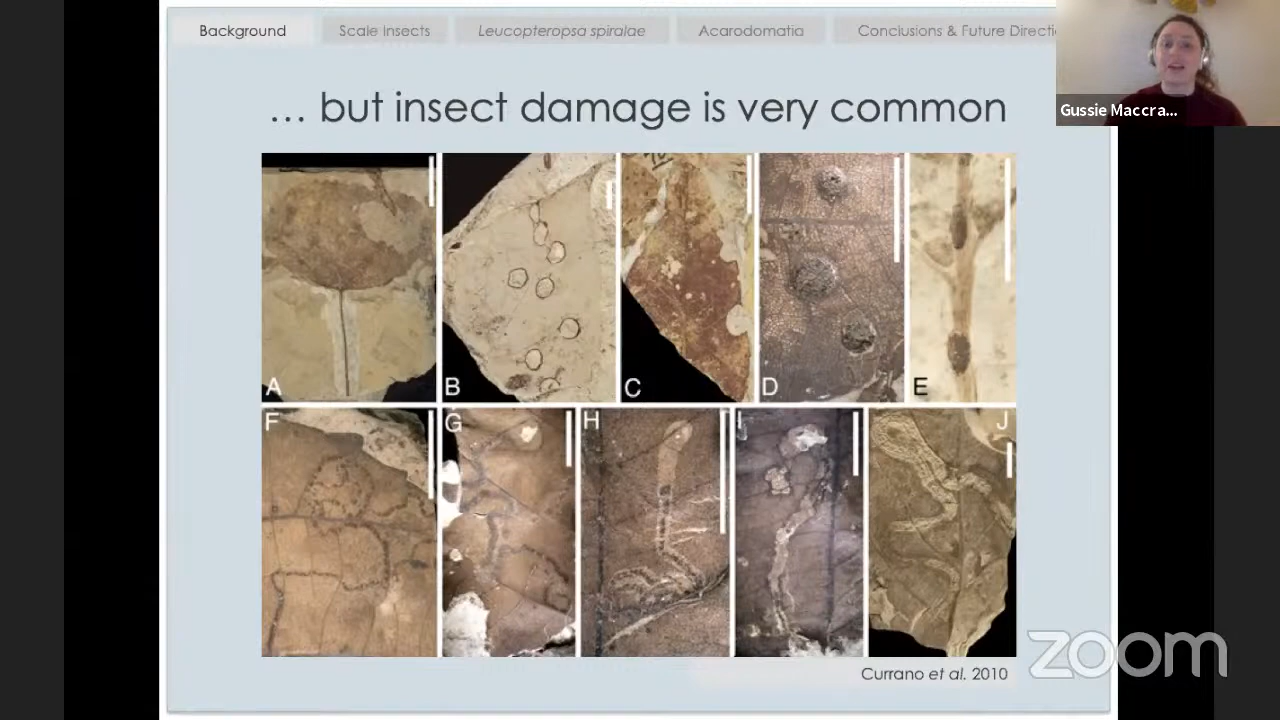 Background Scale Insects Leucopteropsa spiralae Acarodomatia Conclusions & Future Directi
Gussie Maccra...
... but insect damage is very common
A B C D E
F G H I J
Currano et al. 2010
zoom